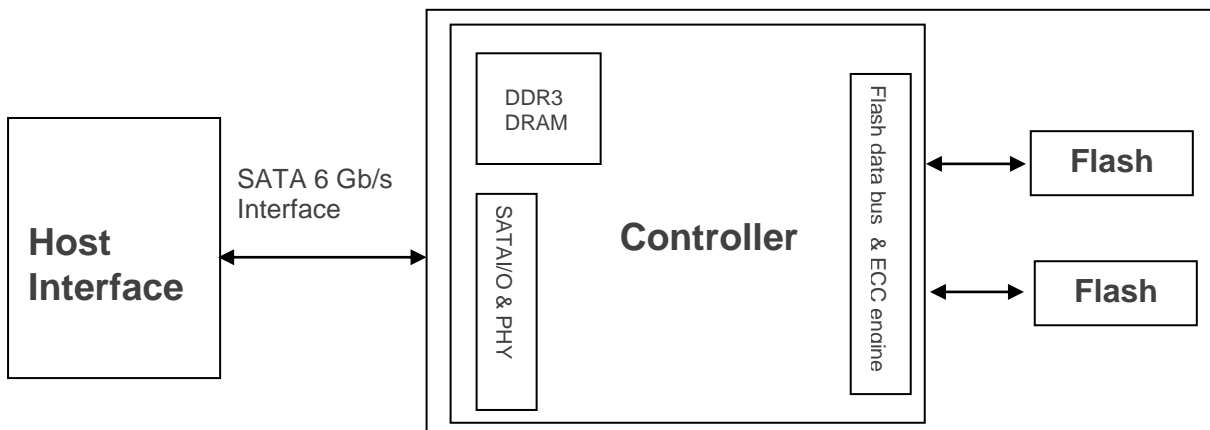 Host
Interface
SATA 6 Gb/s
Interface
DDR3
DRAM
SATAI/O & PHY
Controller
Flash data bus & ECC engine
Flash
Flash